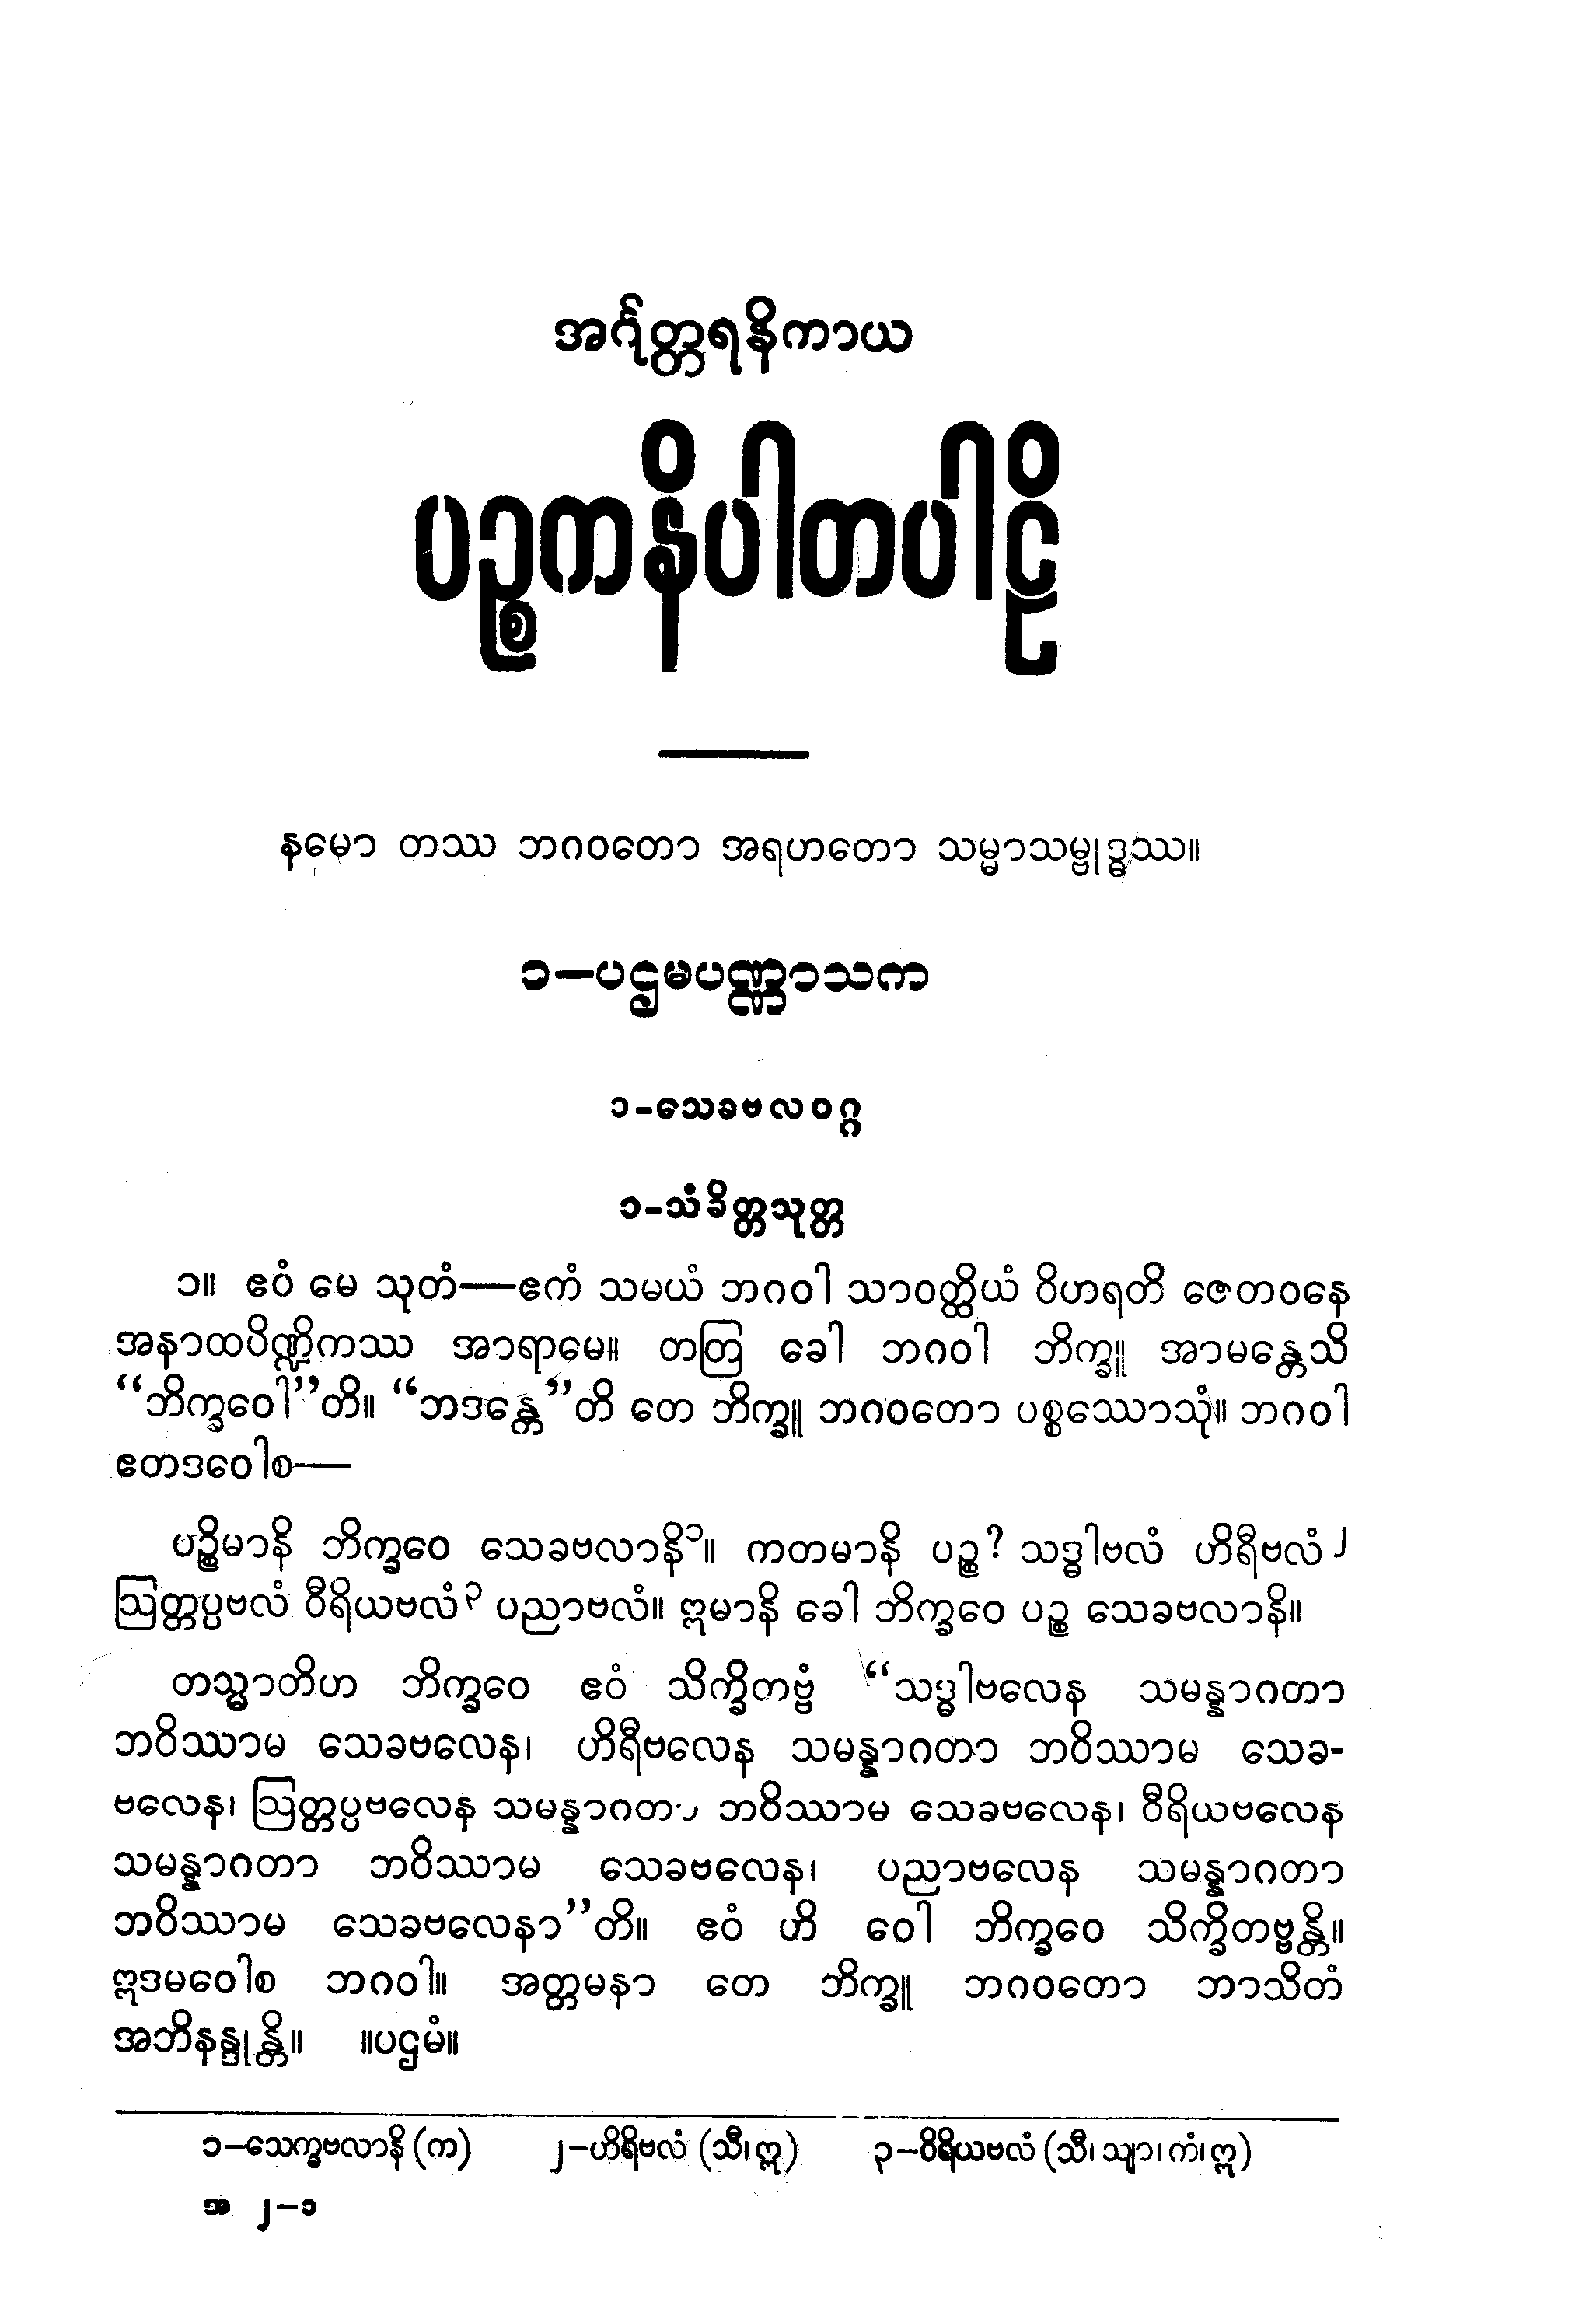 အင်္ဂုတ္တရနိကာယ
ပဉ္စကနိပါတပါဠိ
နမော တဿ ဘဂဝတော အရဟတော သမ္မာသမ္ဗုဒ္ဓဿ။
၁–ပဌမပဏ္ဏာသက
၁-သေခဗလဝဂ္ဂ
၁-သံခိတ္တသုတ္တ
၁။ ဧဝံ မေ သုတံ—ဧကံ သမယံ ဘဂဝါ သာဝတ္ထိယံ ဝိဟရတိ ဇေတဝနေ
အနာထပိဏ္ဍိကဿ အာရာမေ။ တတြ ခေါ ဘဂဝါ ဘိက္ခူ အာမန္တေသိ
“ဘိက္ခဝေါ”တိ။ “ဘဒန္တေ”တိ တေ ဘိက္ခူ ဘဂဝတော ပစ္စဿောသုံ။ ဘဂဝါ
ဧတဒဝေါစ—
ပဉ္စိမာနိ ဘိက္ခဝေ သေခဗလာနိ၁။ ကတမာနိ ပဉ္စ? သဒ္ဓါဗလံ ဟိရီဗလံ၂
ဩတ္တပ္ပဗလံ ဝီရိယဗလံ၃ ပညာဗလံ။ ဣမာနိ ခေါ ဘိက္ခဝေ ပဉ္စ သေခဗလာနိ။
တသ္မာတိဟ ဘိက္ခဝေ ဧဝံ သိက္ခိတဗ္ဗံ “သဒ္ဓါဗလေန သမန္နာဂတာ
ဘဝိဿာမ သေခဗလေန၊ ဟိရီဗလေန သမန္နာဂတာ ဘဝိဿာမ သေခ-
ဗလေန၊ ဩတ္တပ္ပဗလေန သမန္နာဂတာ ဘဝိဿာမ သေခဗလေန၊ ဝီရိယဗလေန
သမန္နာဂတာ ဘဝိဿာမ သေခဗလေန၊ ပညာဗလေန သမန္နာဂတာ
ဘဝိဿာမ သေခဗလေနာ”တိ။ ဧဝံ ဟိ ဝေါ ဘိက္ခဝေ သိက္ခိတဗ္ဗန္တိ။
ဣဒမဝေါစ ဘဂဝါ။ အတ္တမနာ တေ ဘိက္ခူ ဘဂဝတော ဘာသိတံ
အဘိနန္ဒုန္တိ။ ။ပဌမံ။
၁–သေက္ခဗလာနိ (က) ၂–ဟိရိဗလံ (သီ၊ ဣ) ၃–ဝိရိယဗလံ (သီ၊ သျာ၊ ကံ၊ ဣ)
အ ၂–၁